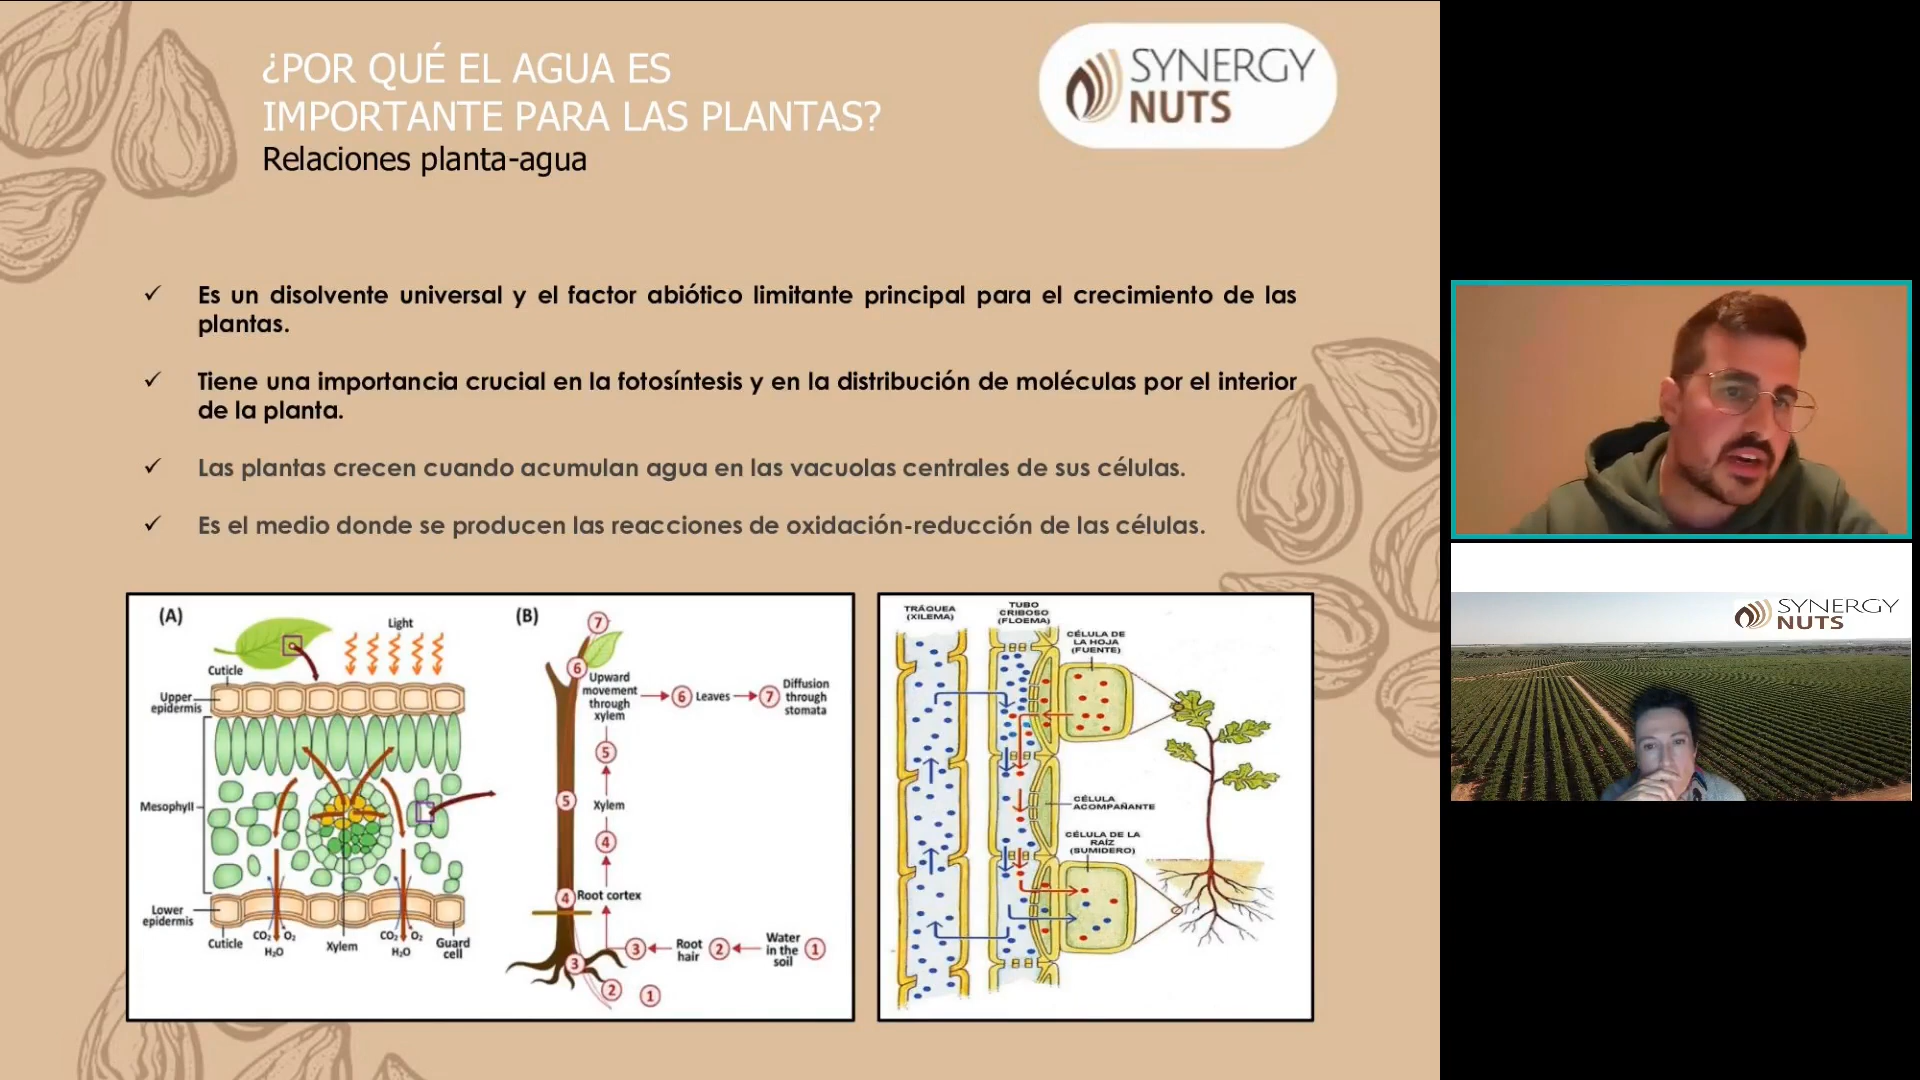 ¿POR QUÉ EL AGUA ES
IMPORTANTE PARA LAS PLANTAS?
Relaciones planta-agua
SYNERGY
NUTS
✓ Es un disolvente universal y el factor abiótico limitante principal para el crecimiento de las
plantas.
✓ Tiene una importancia crucial en la fotosíntesis y en la distribución de moléculas por el interior
de la planta.
✓ Las plantas crecen cuando acumulan agua en las vacuolas centrales de sus células.
✓ Es el medio donde se producen las reacciones de oxidación-reducción de las células.
(A)
Light
Cuticle
Upper
epidermis
Mesophyll
Lower
epidermis
Cuticle
CO₂
O₂
H₂O
Xylem
CO₂
O₂
H₂O
Guard
cell
(B)
7
6
Upward
movement
through
xylem
6
Leaves
7
Diffusion
through
stomata
5
5
Xylem
4
4
Root cortex
3
3
Root
hair
2
Water
in the
soil
1
2
1
TRÁQUEA
(XILEMA)
TUBO
CRIBOSO
(FLOEMA)
CÉLULA DE
LA HOJA
(FUENTE)
CÉLULA
ACOMPAÑANTE
CÉLULA DE LA
RAÍZ
(SUMIDERO)
SYNERGY
NUTS